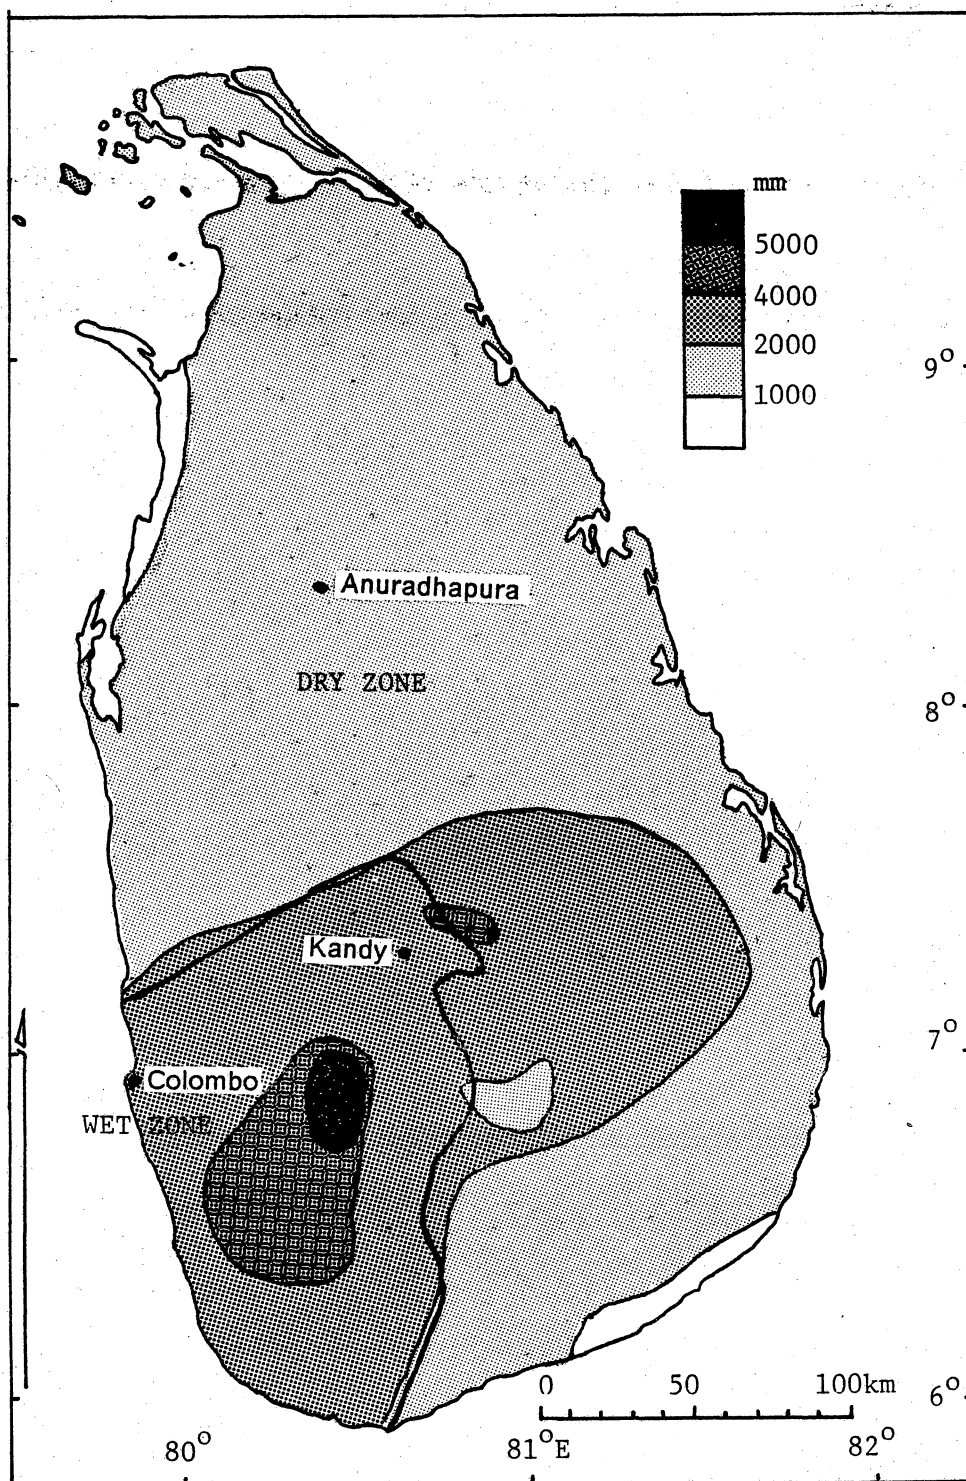 mm
5000
4000
2000
1000
9°
Anuradhapura
DRY ZONE
8°
Kandy
7°
Colombo
WET ZONE
0 50 100km
6°
80° 81°E 82°